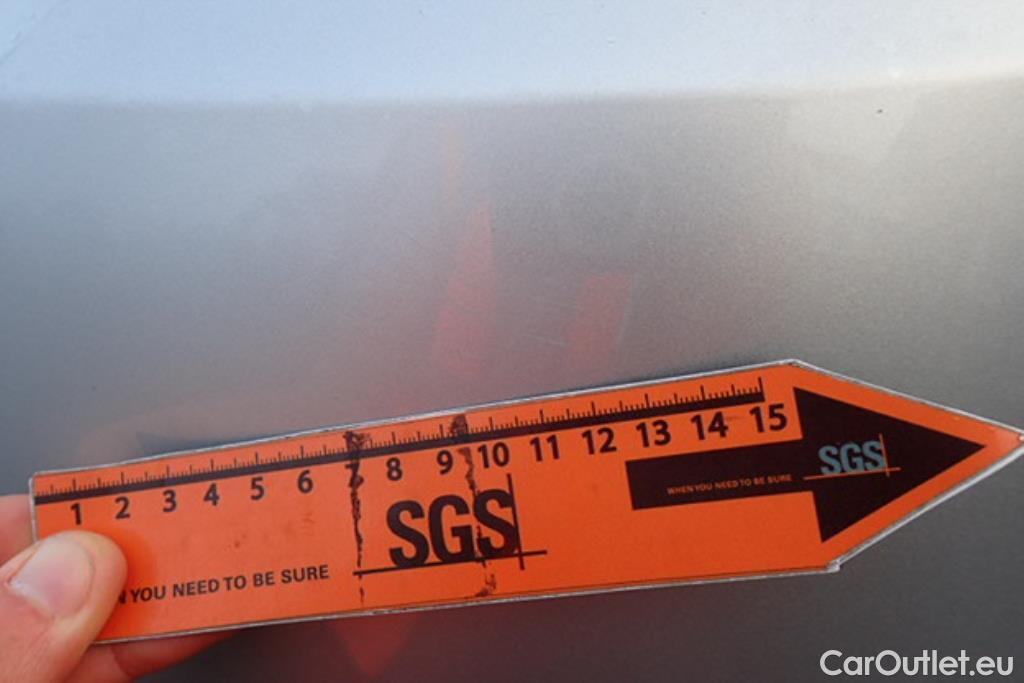 1 2 3 4 5 6 7 8 9 10 11 12 13 14 15
SGS
YOU NEED TO BE SURE
WHEN YOU NEED TO BE SURE
SGS
CarOutlet.eu